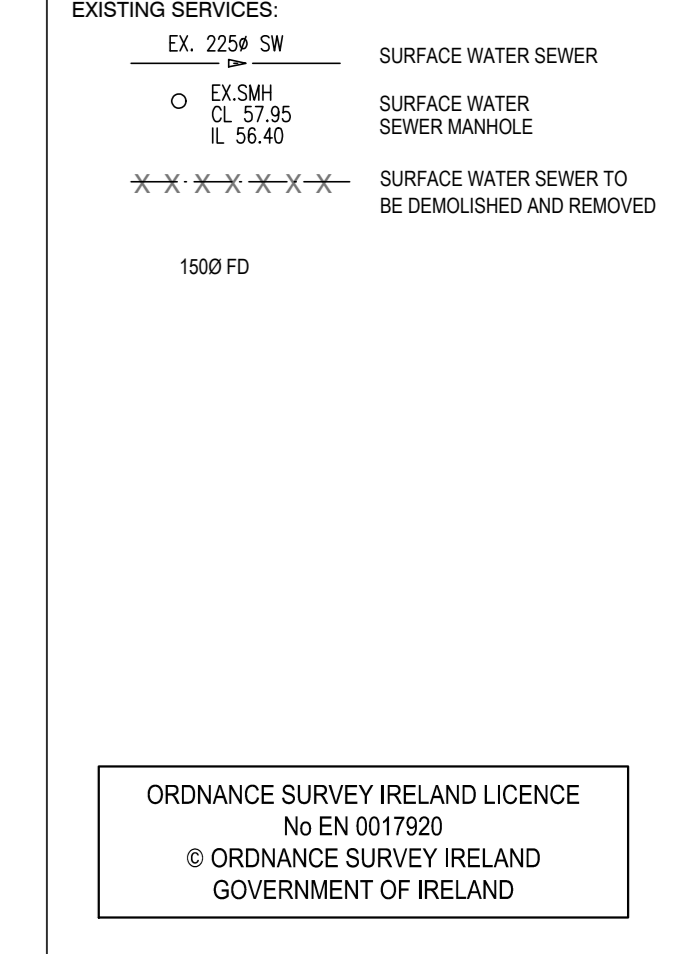 EXISTING SERVICES:
EX. 225ø SW
SURFACE WATER SEWER
EX.SMH
CL 57.95
IL 56.40
SURFACE WATER
SEWER MANHOLE
X X X X X X X
SURFACE WATER SEWER TO
BE DEMOLISHED AND REMOVED
150Ø FD
ORDNANCE SURVEY IRELAND LICENCE
No EN 0017920
© ORDNANCE SURVEY IRELAND
GOVERNMENT OF IRELAND